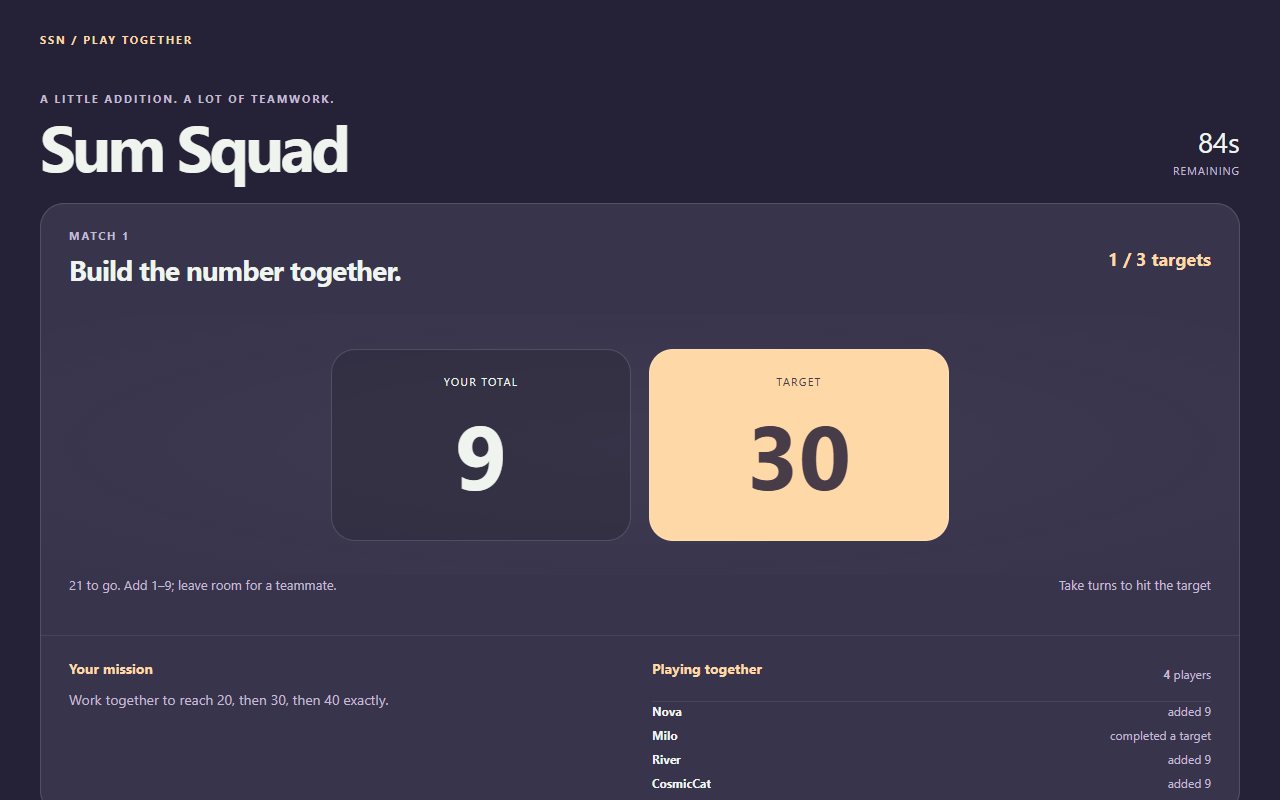 SSN / PLAY TOGETHER
A LITTLE ADDITION. A LOT OF TEAMWORK.
Sum Squad
84s
REMAINING
MATCH 1
Build the number together.
1 / 3 targets
YOUR TOTAL
9
TARGET
30
21 to go. Add 1–9; leave room for a teammate.
Take turns to hit the target
Your mission
Work together to reach 20, then 30, then 40 exactly.
Playing together
4 players
Nova added 9
Milo completed a target
River added 9
CosmicCat added 9